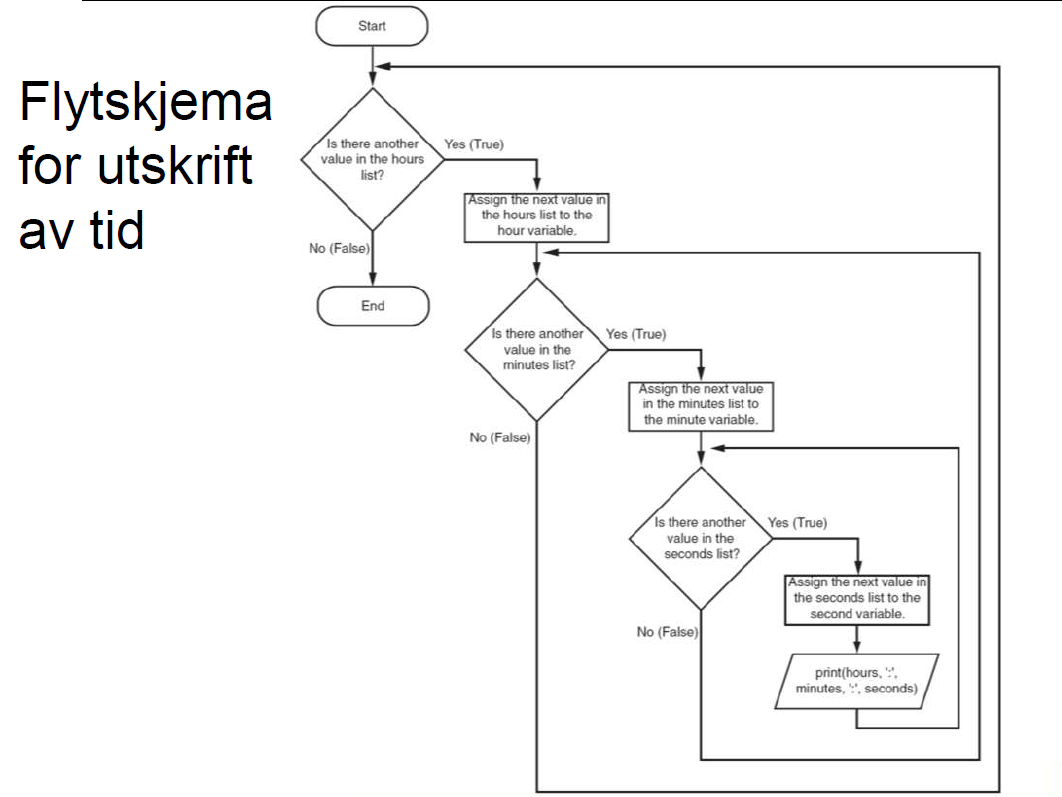 Flytskjema
for utskrift
av tid
Start
Is there another
value in the hours
list?
Yes (True)
Assign the next value in
the hours list to the
hour variable.
No (False)
End
Is there another
value in the
minutes list?
Yes (True)
Assign the next value
in the minutes list to
the minute variable.
No (False)
Is there another
value in the
seconds list?
Yes (True)
Assign the next value in
the seconds list to the
second variable.
No (False)
print(hours, ':',
minutes, ':', seconds)